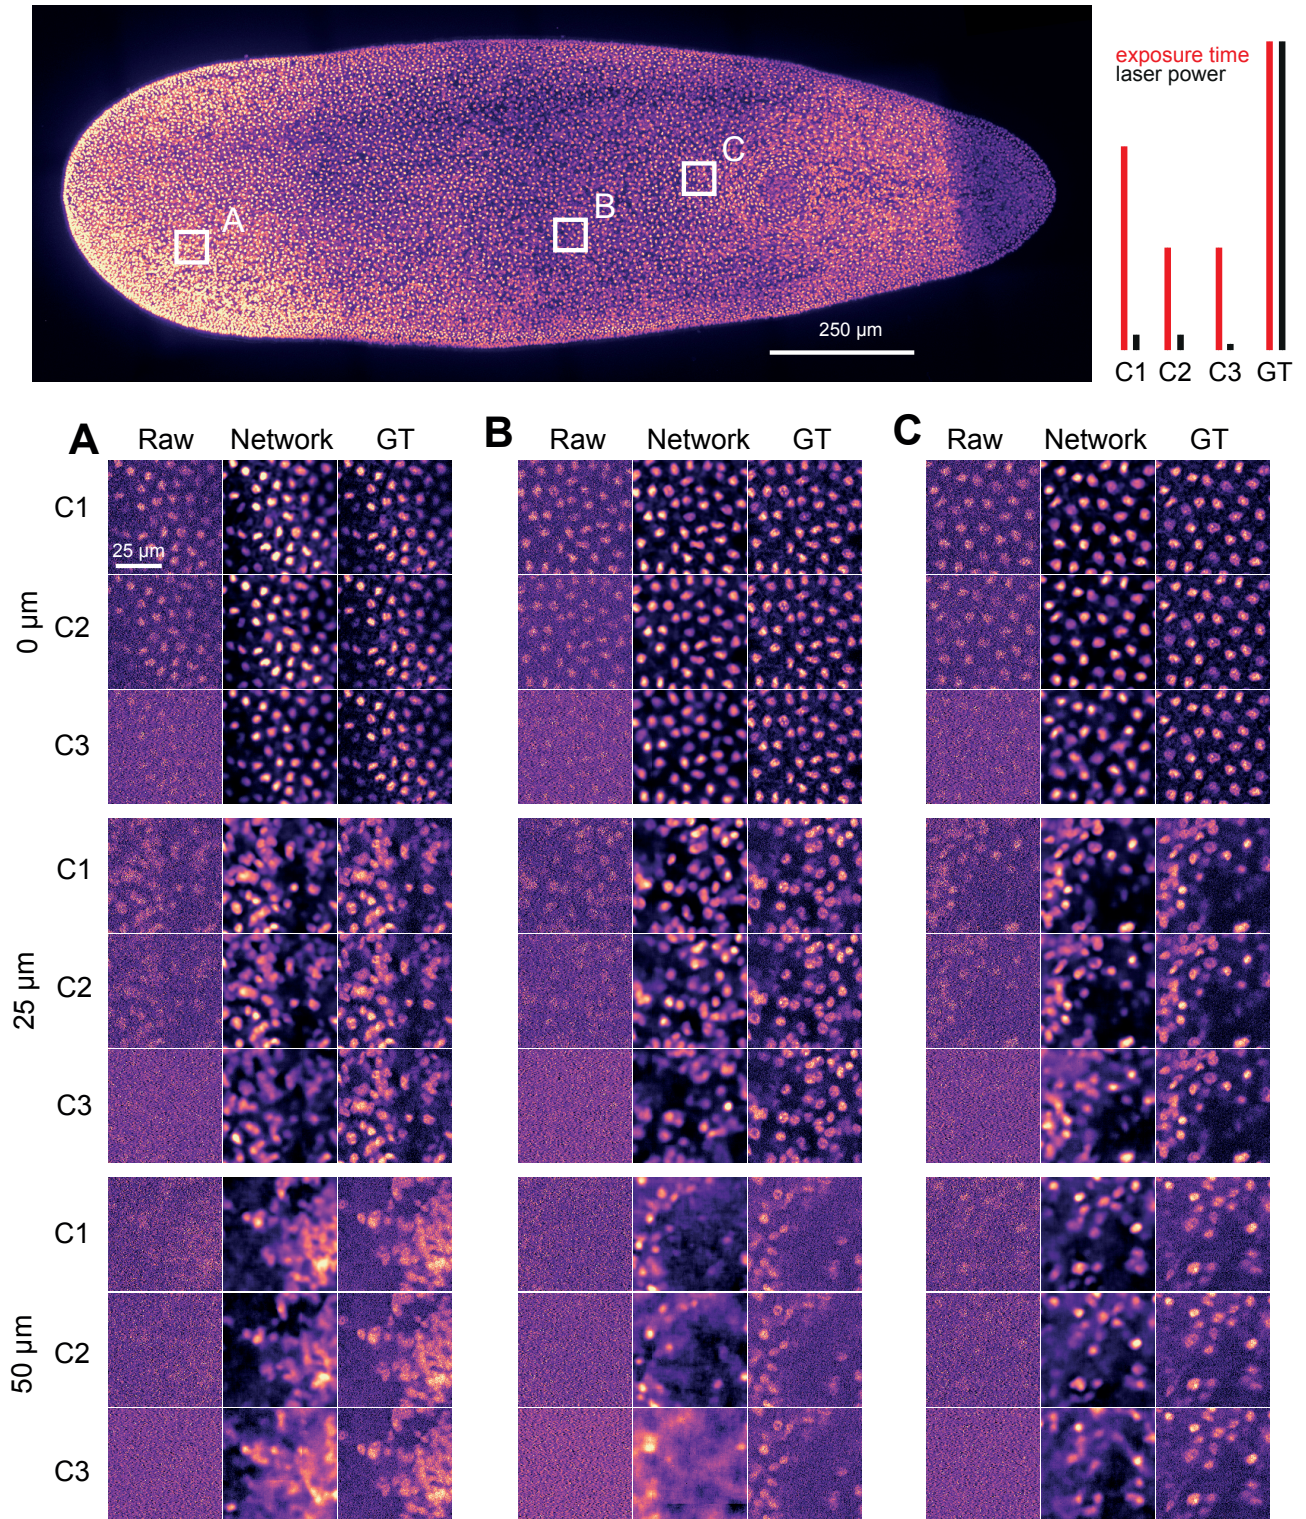 exposure time
laser power
A
B
C
250 µm
C1 C2 C3 GT
A Raw Network GT B Raw Network GT C Raw Network GT
C1
25 µm
0 µm
C2
C3
C1
25 µm
C2
C3
C1
50 µm
C2
C3